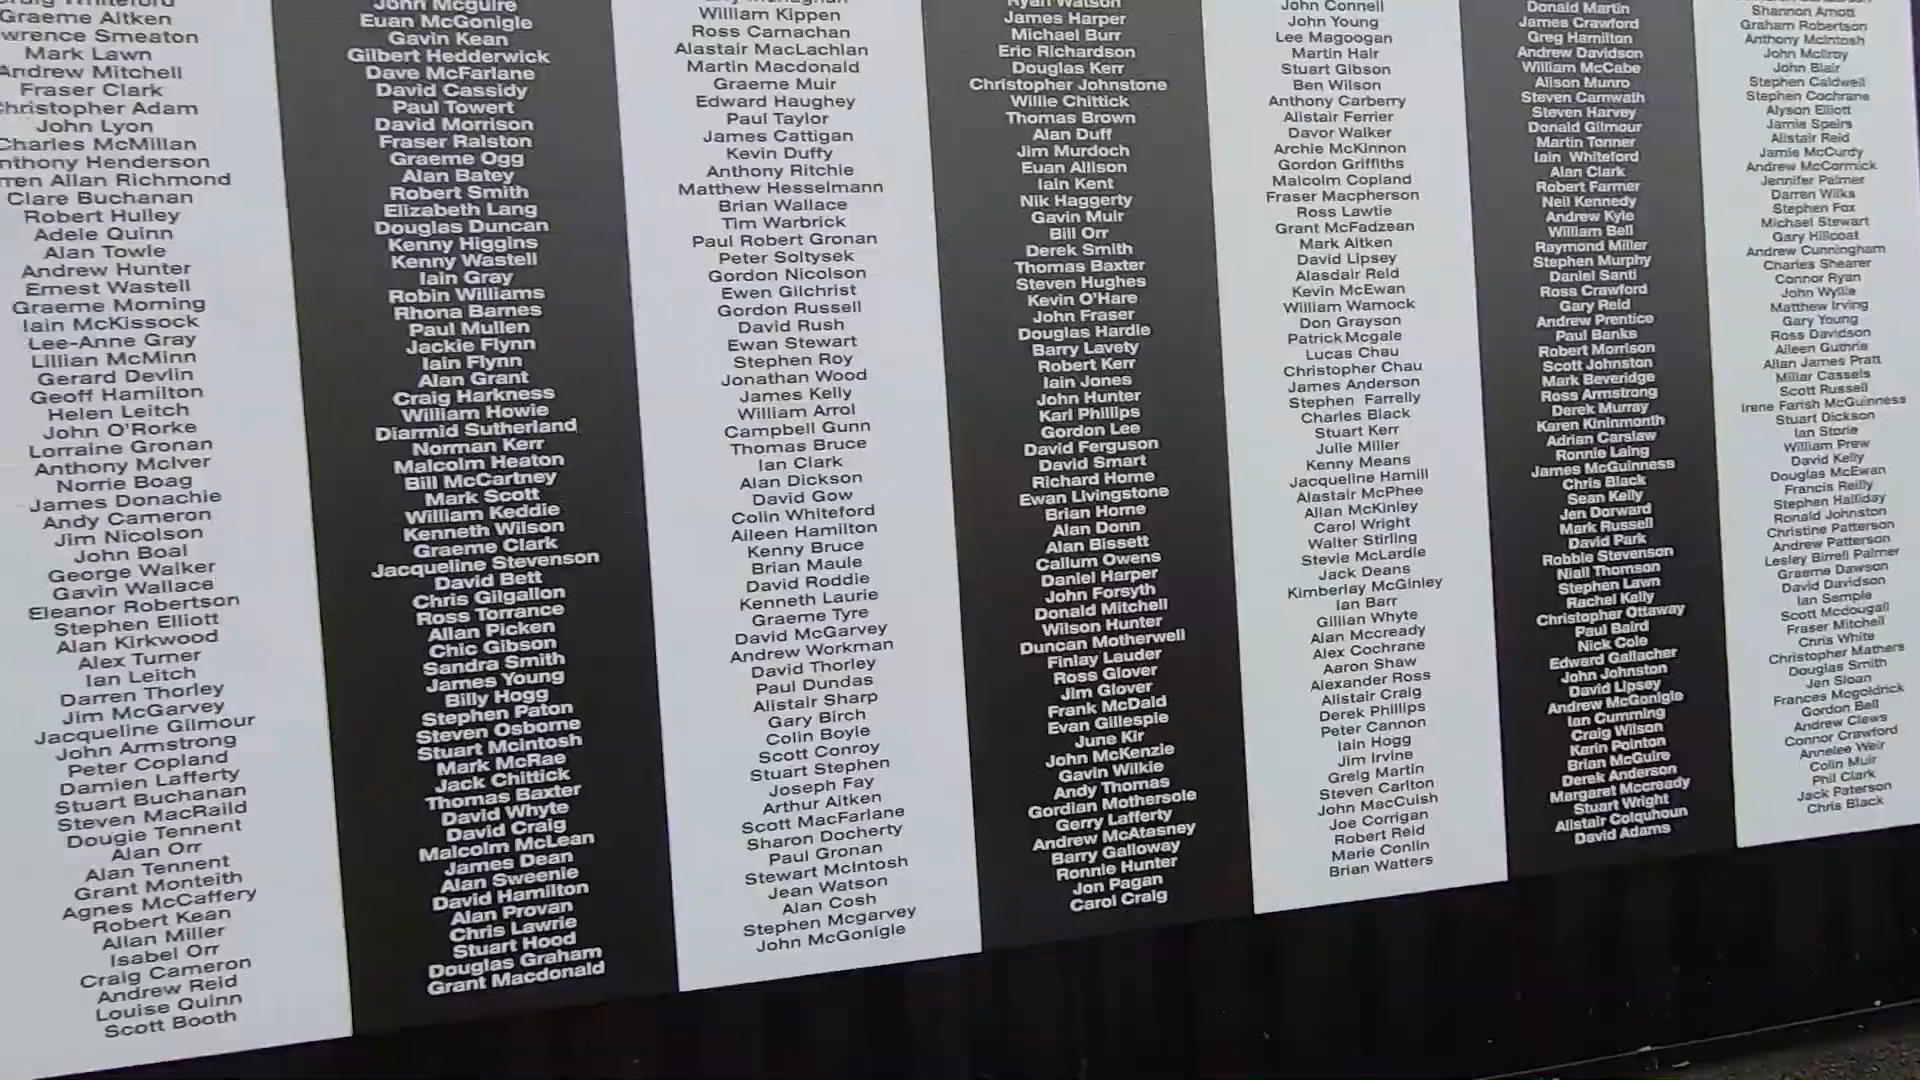 Graeme Aitken
Smeaton
Mark Lawn
Andrew Mitchell
Fraser Clark
Christopher Adam
John Lyon
Charles McMillan
Anthony Henderson
Allan Richmond
Clare Buchanan
Robert Hulley
Adele Quinn
Alan Towle
Andrew Hunter
Ernest Wastell
Graeme Morning
Iain McKissock
Lee-Anne Gray
Lillian McMinn
Gerard Devlin
Geoff Hamilton
Helen Leitch
John O'Rorke
Lorraine Gronan
Anthony McIver
Norrie Boag
James Donachie
Andy Cameron
Jim Nicolson
John Boal
George Walker
Gavin Wallace
Eleanor Robertson
Stephen Elliott
Alan Kirkwood
Alex Turner
Ian Leitch
Darren Thorley
Jim McGarvey
Jacqueline Gilmour
John Armstrong
Peter Copland
Damien Lafferty
Stuart Buchanan
Steven MacRaild
Dougie Tennent
Alan Orr
Alan Tennent
Grant Monteith
Agnes McCaffery
Robert Kean
Allan Miller
Isabel Orr
Craig Cameron
Andrew Reid
Louise Quinn
Scott Booth
John McGuire
Euan McGonigle
Gavin Kean
Gilbert Hedderwick
Dave McFarlane
David Cassidy
Paul Towert
David Morrison
Fraser Ralston
Graeme Ogg
Alan Batey
Robert Smith
Elizabeth Lang
Douglas Duncan
Kenny Higgins
Kenny Wastell
Iain Gray
Robin Williams
Rhona Barnes
Paul Mullen
Jackie Flynn
Iain Flynn
Alan Grant
Craig Harkness
William Howie
Diarmid Sutherland
Norman Kerr
Malcolm Heaton
Bill McCartney
Mark Scott
William Keddie
Kenneth Wilson
Graeme Clark
Jacqueline Stevenson
David Bett
Chris Gilgallon
Ross Torrance
Allan Picken
Chic Gibson
Sandra Smith
James Young
Billy Hogg
Stephen Paton
Steven Osborne
Stuart McIntosh
Mark McRae
Jack Chittick
Thomas Baxter
David Whyte
David Craig
Malcolm McLean
James Dean
Alan Sweenie
David Hamilton
Alan Provan
Chris Lawrie
Stuart Hood
Douglas Graham
Grant Macdonald
William Kippen
Ross Carnachan
Alastair MacLachlan
Martin Macdonald
Graeme Muir
Edward Haughey
Paul Taylor
James Cattigan
Kevin Duffy
Anthony Ritchie
Matthew Hesselmann
Brian Wallace
Tim Warbrick
Paul Robert Gronan
Peter Soltysek
Gordon Nicolson
Ewen Gilchrist
Gordon Russell
David Rush
Ewan Stewart
Stephen Roy
Jonathan Wood
James Kelly
William Arrol
Campbell Gunn
Thomas Bruce
Ian Clark
Alan Dickson
David Gow
Colin Whiteford
Aileen Hamilton
Kenny Bruce
Brian Maule
David Roddie
Kenneth Laurie
Graeme Tyre
David McGarvey
Andrew Workman
David Thorley
Paul Dundas
Alistair Sharp
Gary Birch
Colin Boyle
Scott Conroy
Stuart Stephen
Joseph Fay
Arthur Aitken
Scott MacFarlane
Sharon Docherty
Paul Gronan
Stewart McIntosh
Jean Watson
Alan Cosh
Stephen Mcgarvey
John McGonigle
Ryan Watson
James Harper
Michael Burr
Eric Richardson
Douglas Kerr
Christopher Johnstone
Willie Chittick
Thomas Brown
Alan Duff
Jim Murdoch
Euan Allison
Iain Kent
Nik Haggerty
Gavin Muir
Bill Orr
Derek Smith
Thomas Baxter
Steven Hughes
Kevin O'Hare
John Fraser
Douglas Hardie
Barry Lavety
Robert Kerr
Iain Jones
John Hunter
Karl Phillips
Gordon Lee
David Ferguson
David Smart
Richard Home
Ewan Livingstone
Brian Horne
Alan Donn
Alan Bissett
Callum Owens
Daniel Harper
John Forsyth
Donald Mitchell
Wilson Hunter
Duncan Motherwell
Finlay Lauder
Ross Glover
Jim Glover
Frank McDaid
Evan Gillespie
June Kir
John McKenzie
Gavin Wilkie
Andy Thomas
Gordian Mothersole
Gerry Lafferty
Andrew McAtasney
Barry Galloway
Ronnie Hunter
Jon Pagan
Carol Craig
John Connell
John Young
Lee Magoogan
Martin Hair
Stuart Gibson
Ben Wilson
Anthony Carberry
Alistair Ferrier
Davor Walker
Archie McKinnon
Gordon Griffiths
Malcolm Copland
Fraser Macpherson
Ross Lawtie
Grant McFadzean
Mark Aitken
David Lipsey
Alasdair Reid
Kevin McEwan
William Warnock
Don Grayson
Patrick Mcgale
Lucas Chau
Christopher Chau
James Anderson
Stephen Farrelly
Charles Black
Stuart Kerr
Julie Miller
Kenny Means
Jacqueline Hamill
Alastair McPhee
Allan McKinley
Carol Wright
Walter Stirling
Stevie McLardie
Jack Deans
Kimberley McGinley
Ian Barr
Gillian Whyte
Alan Mccready
Alex Cochrane
Aaron Shaw
Alexander Ross
Alistair Craig
Derek Phillips
Peter Cannon
Iain Hogg
Jim Irvine
Greig Martin
Steven Carlton
John MacCuish
Joe Corrigan
Robert Reid
Marie Conlin
Brian Watters
Donald Martin
James Crawford
Greg Hamilton
Andrew Davidson
William McCabe
Alison Munro
Steven Carnwath
Steven Harvey
Donald Gilmour
Martin Tonner
Iain Whiteford
Alan Clark
Robert Farmer
Neil Kennedy
Andrew Kyle
William Bell
Raymond Miller
Stephen Murphy
Daniel Santi
Ross Crawford
Gary Reid
Andrew Prentice
Paul Banks
Robert Morrison
Scott Johnston
Mark Beveridge
Ross Armstrong
Derek Murray
Karen Kininmonth
Adrian Carslaw
Ronnie Laing
James McGuinness
Chris Black
Sean Kelly
Jen Dorward
Mark Russell
David Park
Robbie Stevenson
Niall Thomson
Stephen Lawn
Rachel Kelly
Christopher Ottaway
Paul Baird
Nick Cole
Edward Gallacher
John Johnston
David Lipsey
Andrew McGonigle
Ian Cumming
Craig Wilson
Karin Pointon
Brian McGuire
Derek Anderson
Margaret Mccready
Stuart Wright
Alistair Colquhoun
David Adams
Shannon Arnott
Graham Robertson
Anthony McIntosh
John McIlroy
John Blair
Stephen Caldwell
Stephen Cochrane
Alyson Elliott
Jamie Speirs
Alistair Reid
Jamie McCurdy
Andrew McCormick
Jennifer Palmer
Darren Wilks
Stephen Fox
Michael Stewart
Gary Hillcoat
Andrew Cunningham
Charles Shearer
Connor Ryan
John Wyllie
Matthew Irving
Gary Young
Ross Davidson
Aileen Guthrie
Allan James Pratt
Millar Cassels
Scott Russell
Irene Farish McGuinness
Stuart Dickson
Ian Storie
William Prew
David Kelly
Douglas McEwan
Francis Reilly
Stephen Halliday
Ronald Johnston
Christine Patterson
Andrew Patterson
Lesley Birrell Palmer
Graeme Dawson
David Davidson
Ian Semple
Scott Mcdougall
Fraser Mitchell
Chris White
Christopher Mathers
Douglas Smith
Jen Sloan
Frances Mcgoldrick
Gordon Bell
Andrew Clews
Connor Crawford
Annelee Weir
Colin Muir
Phil Clark
Jack Paterson
Chris Black